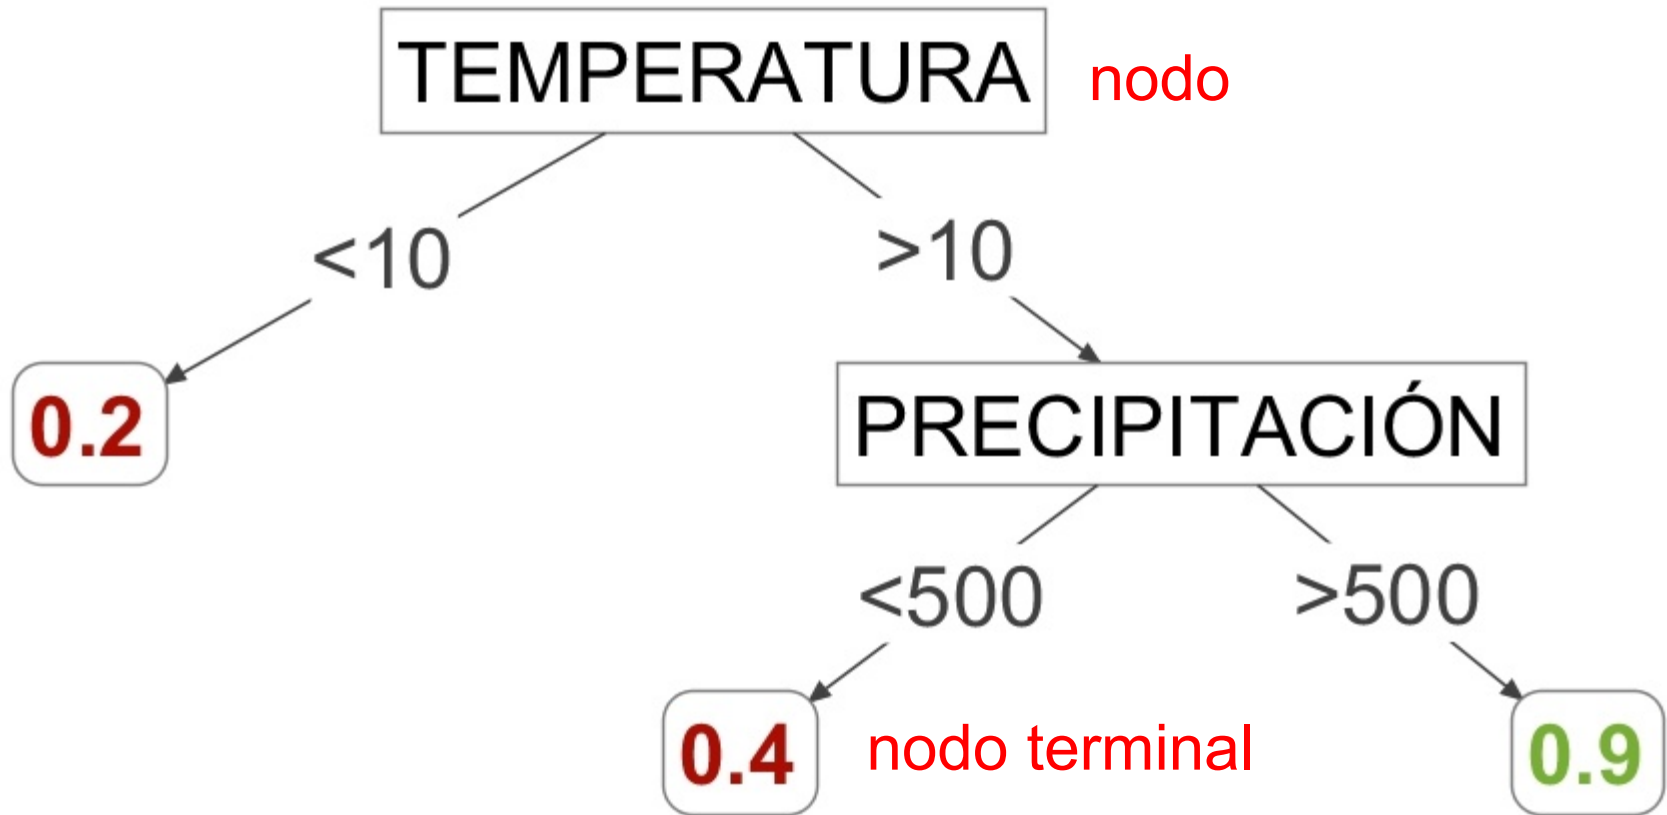 TEMPERATURA nodo
<10 >10
0.2 PRECIPITACIÓN
<500 >500
0.4 nodo terminal 0.9